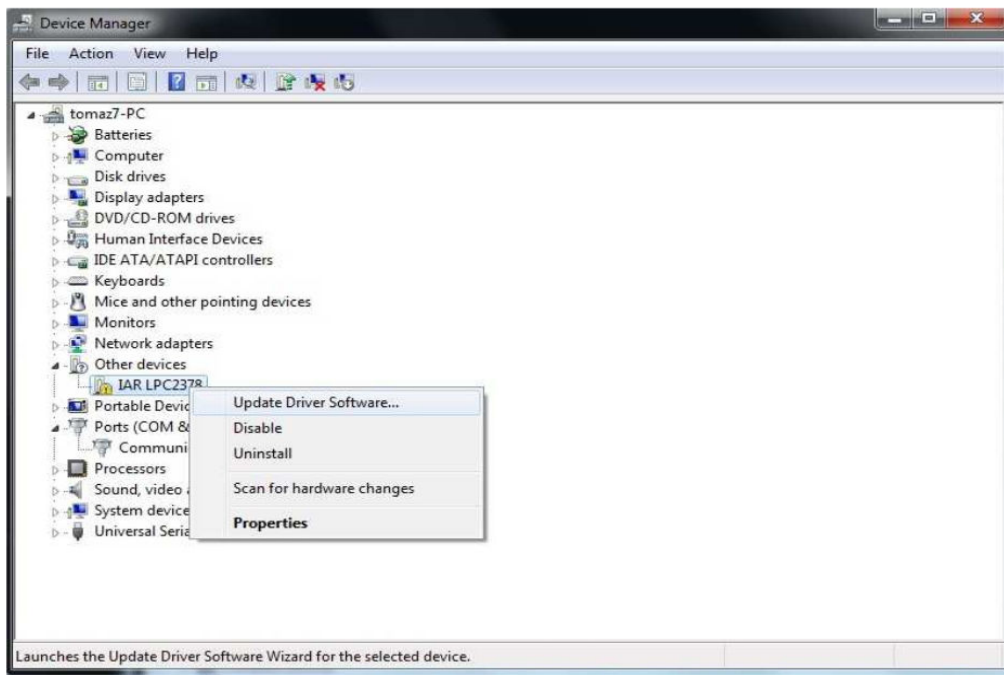 Device Manager
File Action View Help
tomaz7-PC
Batteries
Computer
Disk drives
Display adapters
DVD/CD-ROM drives
Human Interface Devices
IDE ATA/ATAPI controllers
Keyboards
Mice and other pointing devices
Monitors
Network adapters
Other devices
IAR LPC2378
Update Driver Software...
Portable Devic
Disable
Ports (COM &
Communi
Uninstall
Processors
Sound, video
Scan for hardware changes
System device
Properties
Universal Seria
Launches the Update Driver Software Wizard for the selected device.